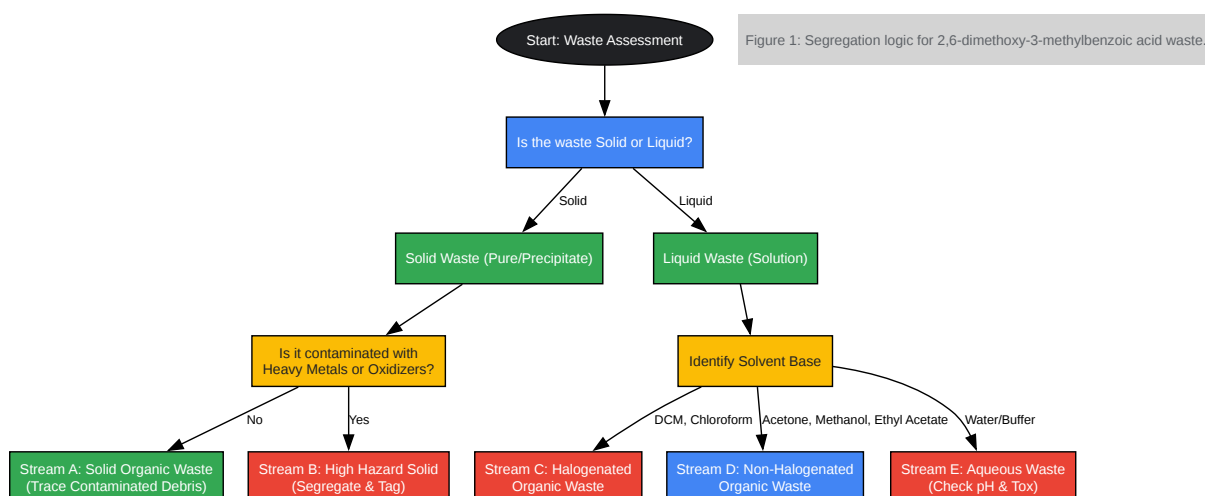 Start: Waste Assessment
Figure 1: Segregation logic for 2,6-dimethoxy-3-methylbenzoic acid waste.
Is the waste Solid or Liquid?
Solid
Liquid
Solid Waste (Pure/Precipitate)
Liquid Waste (Solution)
Is it contaminated with
Heavy Metals or Oxidizers?
Identify Solvent Base
No
Yes
DCM, Chloroform
Acetone, Methanol, Ethyl Acetate
Water/Buffer
Stream A: Solid Organic Waste
(Trace Contaminated Debris)
Stream B: High Hazard Solid
(Segregate & Tag)
Stream C: Halogenated
Organic Waste
Stream D: Non-Halogenated
Organic Waste
Stream E: Aqueous Waste
(Check pH & Tox)